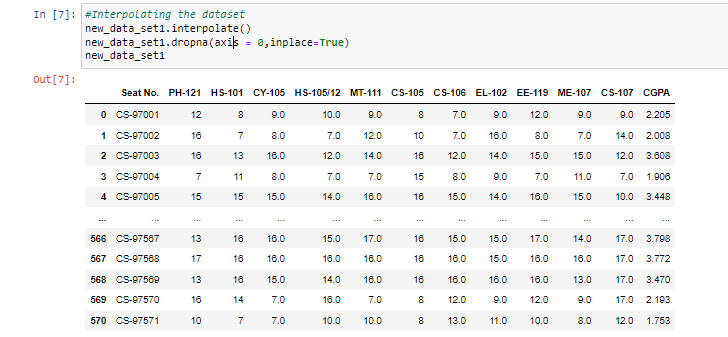 In [7]: #Interpolating the dataset
new_data_set1.interpolate()
new_data_set1.dropna(axis = 0,inplace=True)
new_data_set1
Out[7]:
Seat No. PH-121 HS-101 CY-105 HS-105/12 MT-111 CS-105 CS-106 EL-102 EE-119 ME-107 CS-107 CGPA
0 CS-97001 12 8 9.0 10.0 9.0 8 7.0 9.0 12.0 9.0 9.0 2.205
1 CS-97002 16 7 8.0 7.0 12.0 10 7.0 16.0 8.0 7.0 14.0 2.008
2 CS-97003 16 13 16.0 12.0 14.0 16 12.0 14.0 15.0 15.0 12.0 3.608
3 CS-97004 7 11 8.0 7.0 7.0 15 8.0 9.0 7.0 11.0 7.0 1.906
4 CS-97005 15 15 15.0 14.0 16.0 16 15.0 14.0 16.0 15.0 10.0 3.448
... ... ... ... ... ... ... ... ... ... ... ... ... ...
566 CS-97567 13 16 16.0 15.0 17.0 16 15.0 15.0 17.0 14.0 17.0 3.798
567 CS-97568 17 16 16.0 16.0 16.0 16 16.0 15.0 16.0 16.0 17.0 3.772
568 CS-97569 13 16 15.0 14.0 16.0 16 16.0 16.0 16.0 13.0 17.0 3.470
569 CS-97570 16 14 7.0 16.0 7.0 8 12.0 9.0 12.0 9.0 17.0 2.193
570 CS-97571 10 7 7.0 10.0 10.0 8 13.0 11.0 10.0 8.0 12.0 1.753